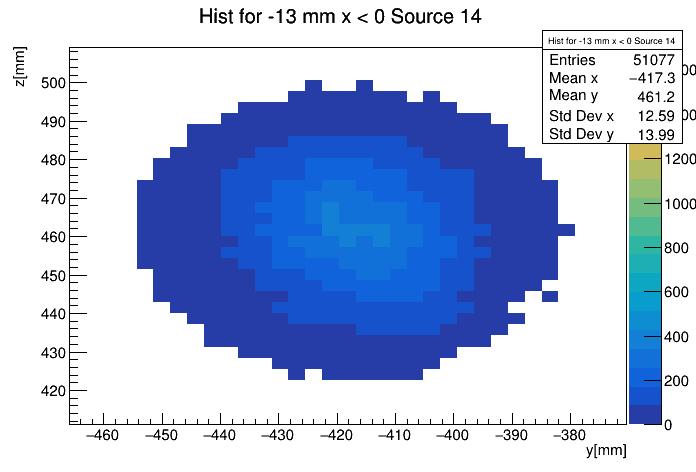 Hist for -13 mm x < 0 Source 14
z[mm]
Hist for -13 mm x < 0 Source 14
Entries 51077
Mean x −417.3
Mean y 461.2
Std Dev x 12.59
Std Dev y 13.99
500
490
480
470
460
450
440
430
420
1200
1000
800
600
400
200
0
−460 −450 −440 −430 −420 −410 −400 −390 −380
y[mm]